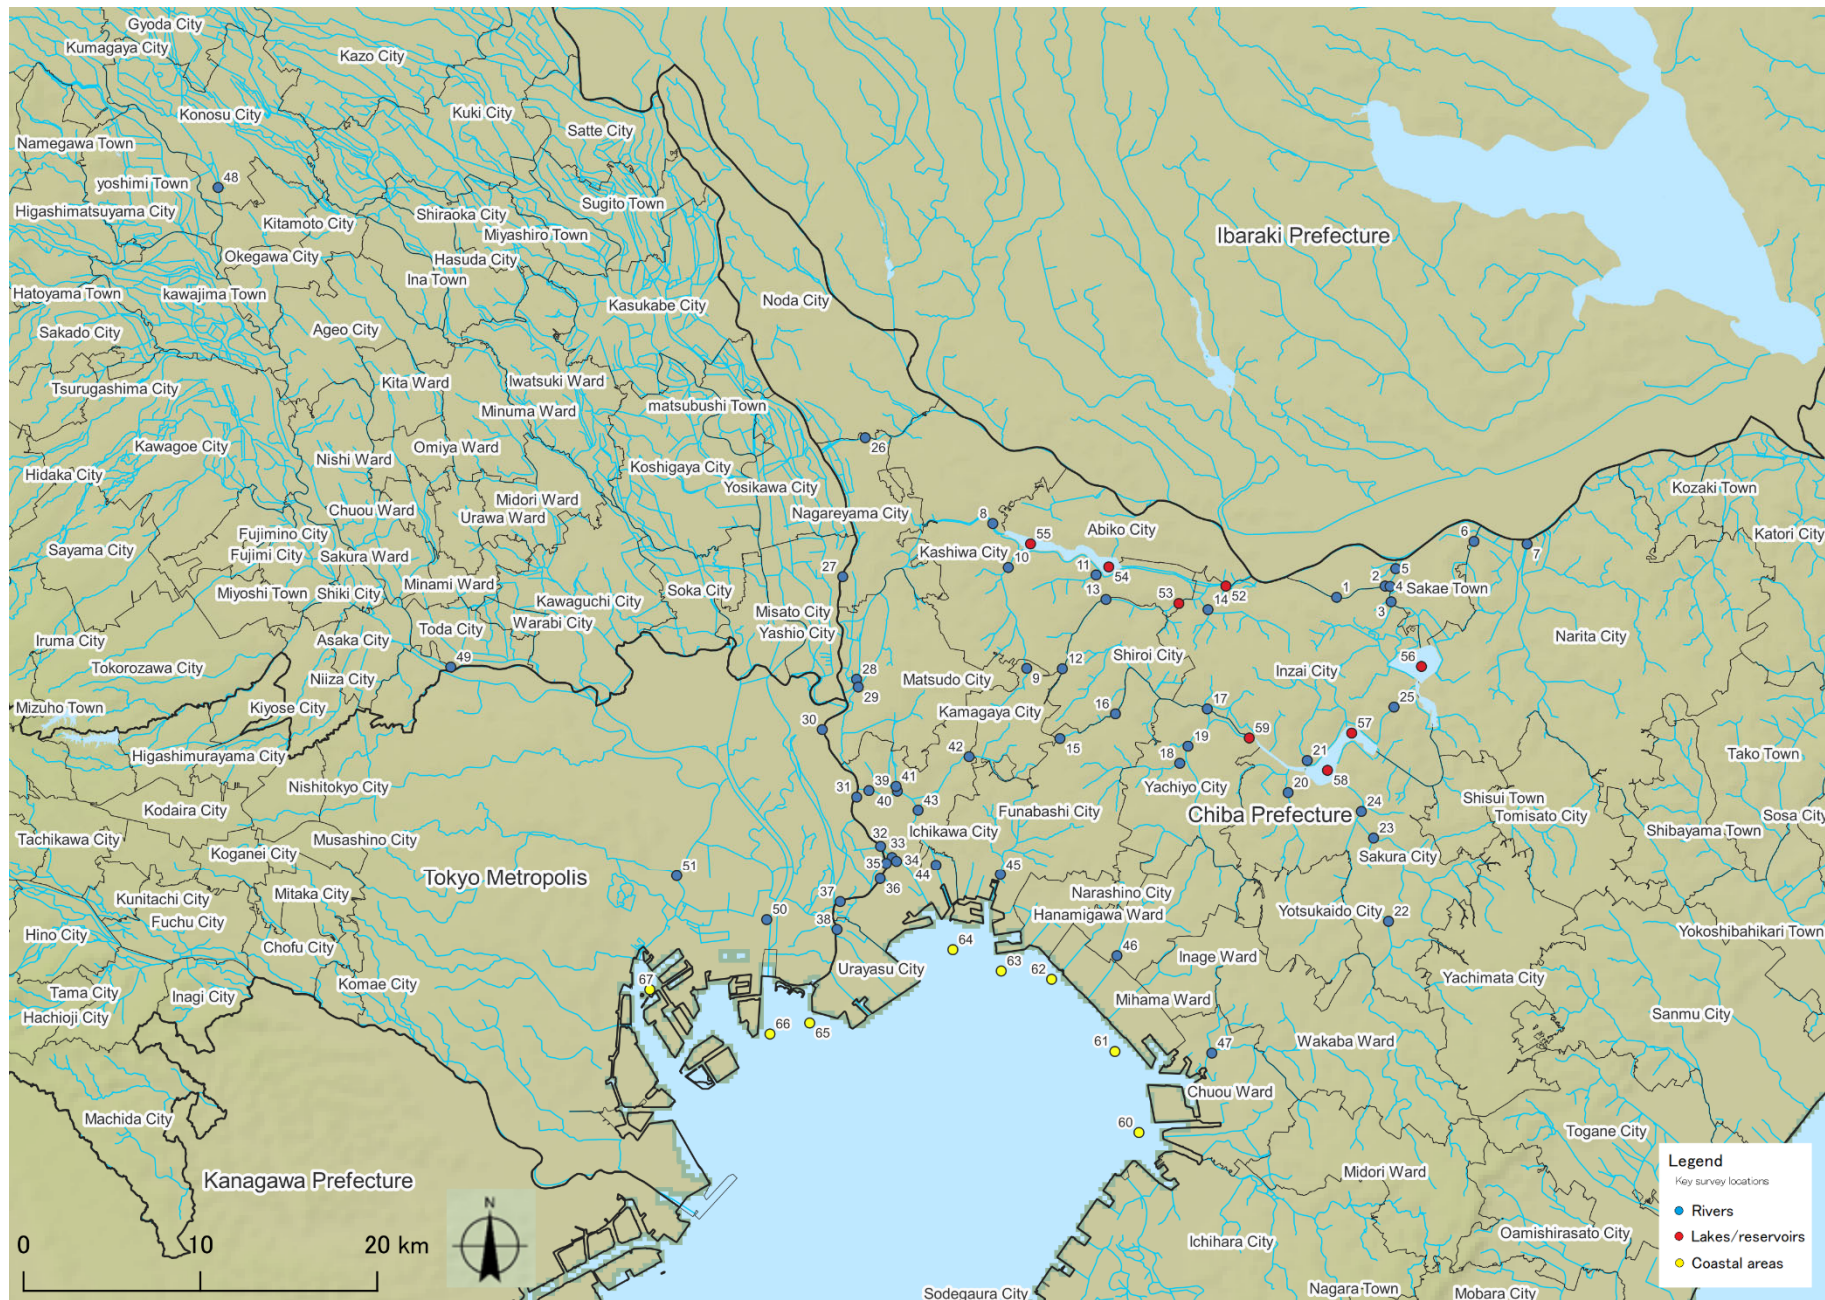 Gyoda City
Kumagaya City
Kazo City
Konosu City
Kuki City
Satte City
Namegawa Town
yoshimi Town
48
Higashimatsuyama City
Kitamoto City
Shiraoka City
Sugito Town
Miyashiro Town
Okegawa City
Hasuda City
Ina Town
Ibaraki Prefecture
Hatoyama Town
kawajima Town
Kasukabe City
Noda City
Sakado City
Ageo City
Tsurugashima City
Kita Ward
Iwatsuki Ward
Minuma Ward
matsubushi Town
Kawagoe City
Nishi Ward
Omiya Ward
26
Hidaka City
Koshigaya City
Yosikawa City
Kozaki Town
Chuou Ward
Midori Ward
Urawa Ward
Nagareyama City
8
Abiko City
6
7
Katori City
Fujimino City
Fujimi City
Sayama City
Sakura Ward
Kashiwa City
10
55
11
54
5
27
Miyoshi Town
Shiki City
Minami Ward
Kawaguchi City
Soka City
Misato City
13
53
14
52
1
2
4
3
Sakae Town
Iruma City
Asaka City
Toda City
Warabi City
Yashio City
Narita City
Tokorozawa City
49
Niiza City
28
29
Matsudo City
9
12
Shiroi City
Inzai City
56
Mizuho Town
Kiyose City
30
Kamagaya City
16
17
25
Higashimurayama City
42
15
19
18
59
57
21
58
Tako Town
Nishitokyo City
31
39
41
40
43
Yachiyo City
20
24
Shisui Town
Tomisato City
Kodaira City
Funabashi City
Chiba Prefecture
Sosa City
Shibayama Town
Tachikawa City
Musashino City
Koganei City
32
33
34
35
36
Ichikawa City
44
45
23
Sakura City
Tokyo Metropolis
51
Kunitachi City
Mitaka City
37
Narashino City
Fuchu City
50
38
Hanamigawa Ward
Yotsukaido City
22
Hino City
Chofu City
64
46
Inage Ward
Yokoshibahikari Town
Urayasu City
63
62
Yachimata City
67
Komae City
Tama City
Inagi City
Hachioji City
Mihama Ward
Sanmu City
66
65
61
47
Wakaba Ward
Chuou Ward
Machida City
60
Togane City
Midori Ward
Kanagawa Prefecture
N
Legend
Key survey locations
Rivers
Lakes/reservoirs
Coastal areas
0
10
20 km
Ichihara City
Oamishirasato City
Sodegaura City
Nagara Town
Mobara City